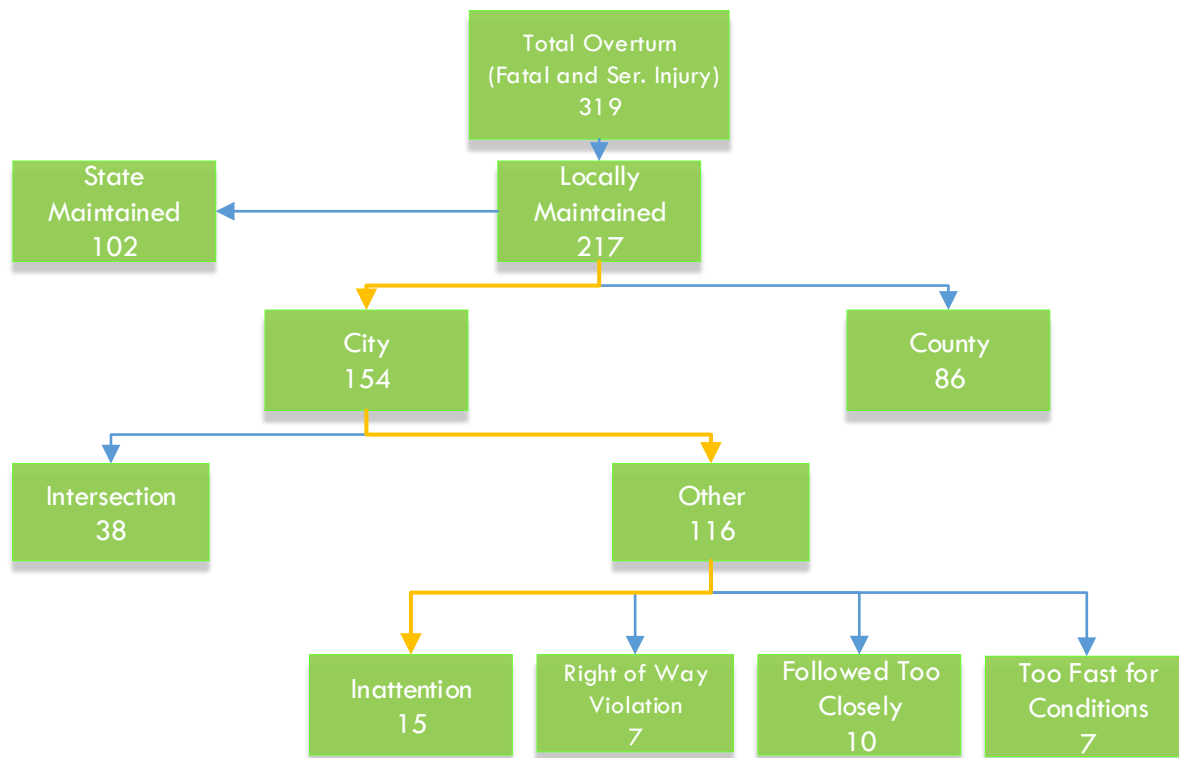 Total Overturn
(Fatal and Ser. Injury)
319
State
Maintained
102
Locally
Maintained
217
City
154
County
86
Intersection
38
Other
116
Inattention
15
Right of Way
Violation
7
Followed Too
Closely
10
Too Fast for
Conditions
7